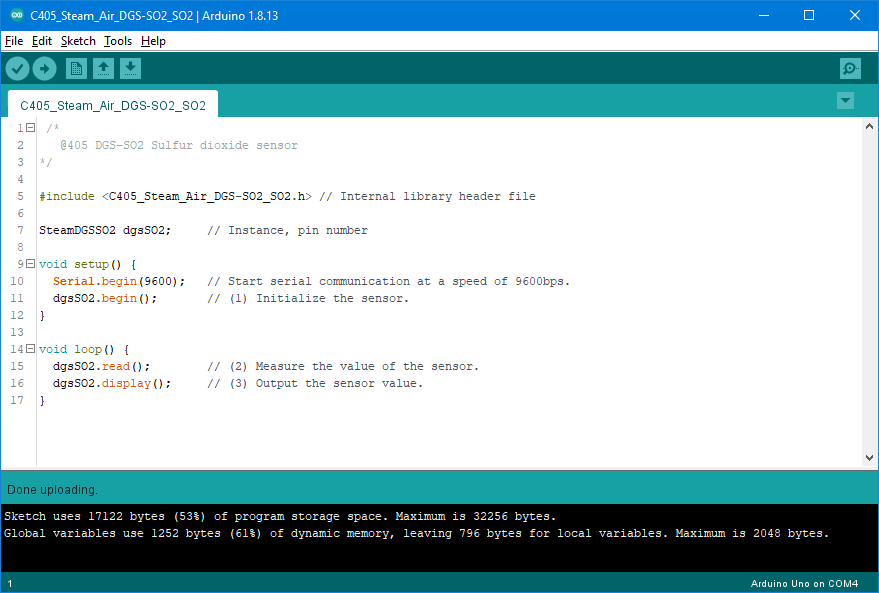 C405_Steam_Air_DGS-SO2_SO2 | Arduino 1.8.13
File Edit Sketch Tools Help
C405_Steam_Air_DGS-SO2_SO2
1 /*
2 @405 DGS-SO2 Sulfur dioxide sensor
3 */
4
5 #include <C405_Steam_Air_DGS-SO2_SO2.h> // Internal library header file
6
7 SteamDGSSO2 dgsSO2; // Instance, pin number
8
9 void setup() {
10 Serial.begin(9600); // Start serial communication at a speed of 9600bps.
11 dgsSO2.begin(); // (1) Initialize the sensor.
12 }
13
14 void loop() {
15 dgsSO2.read(); // (2) Measure the value of the sensor.
16 dgsSO2.display(); // (3) Output the sensor value.
17 }
Done uploading.
Sketch uses 17122 bytes (53%) of program storage space. Maximum is 32256 bytes.
Global variables use 1252 bytes (61%) of dynamic memory, leaving 796 bytes for local variables. Maximum is 2048 bytes.
1 Arduino Uno on COM4